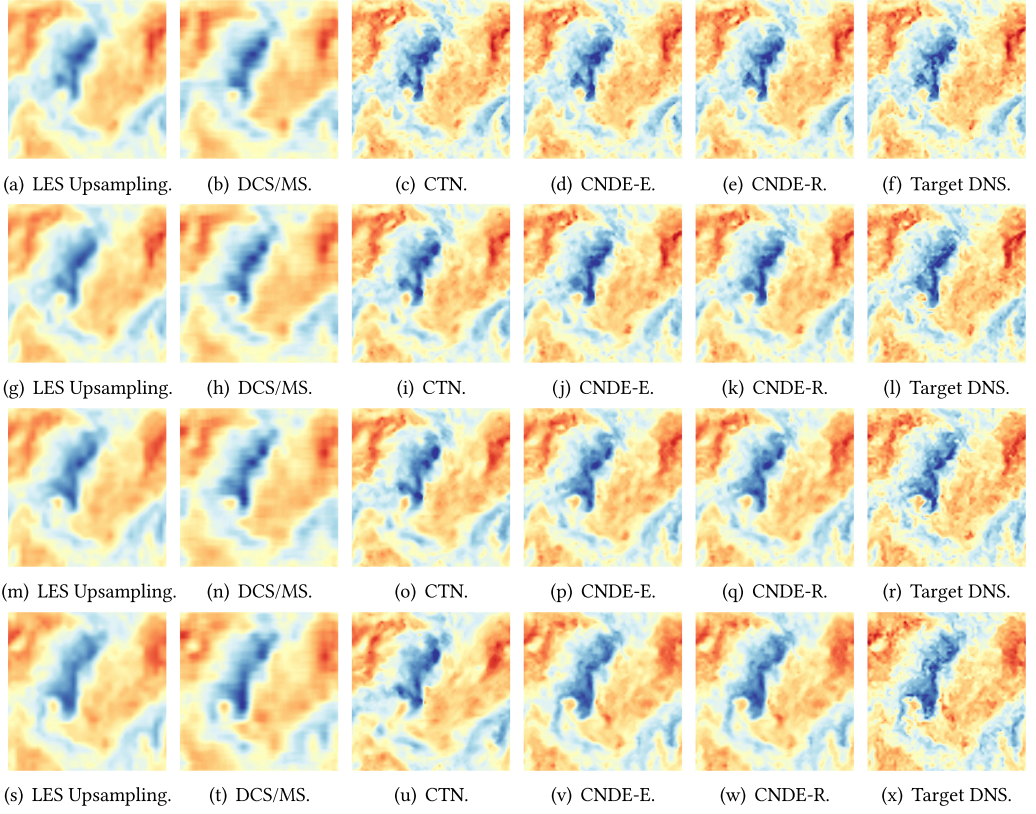 (a) LES Upsampling. (b) DCS/MS. (c) CTN. (d) CNDE-E. (e) CNDE-R. (f) Target DNS.
(g) LES Upsampling. (h) DCS/MS. (i) CTN. (j) CNDE-E. (k) CNDE-R. (l) Target DNS.
(m) LES Upsampling. (n) DCS/MS. (o) CTN. (p) CNDE-E. (q) CNDE-R. (r) Target DNS.
(s) LES Upsampling. (t) DCS/MS. (u) CTN. (v) CNDE-E. (w) CNDE-R. (x) Target DNS.